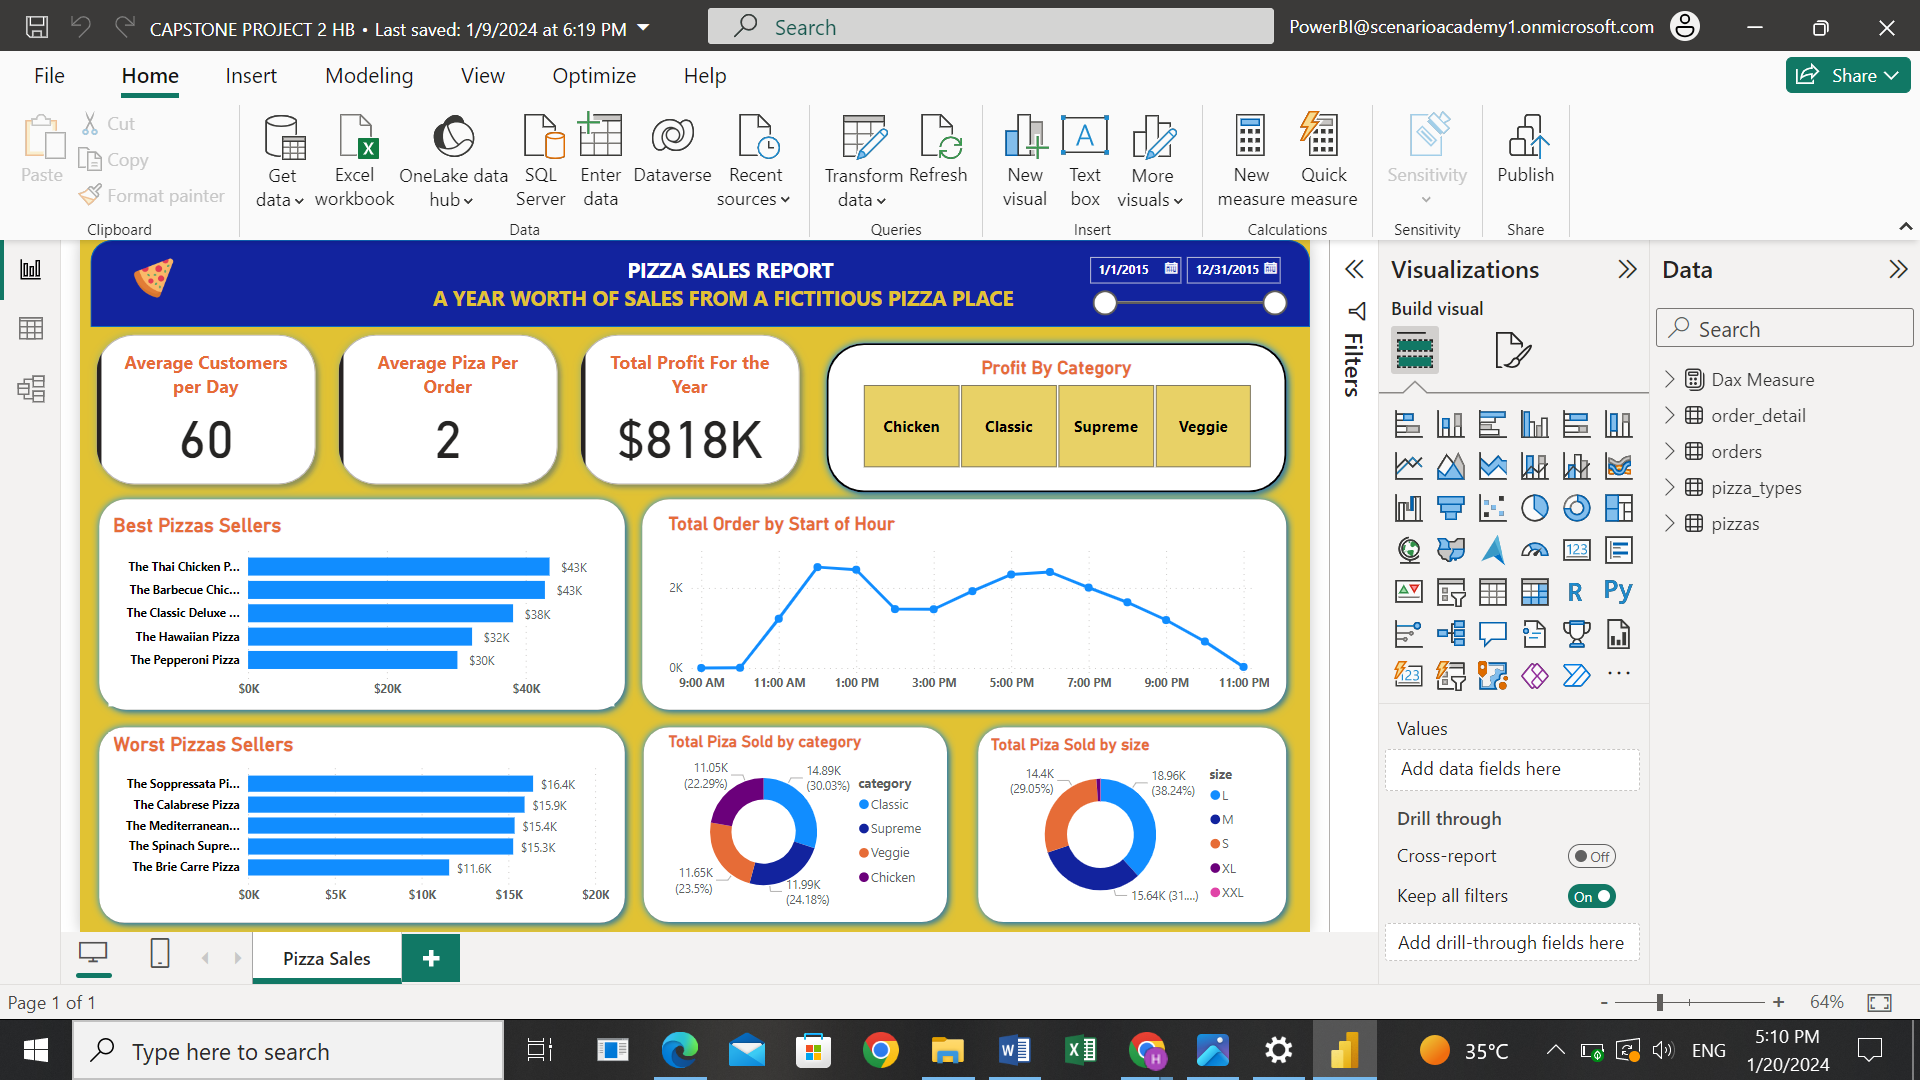 CAPSTONE PROJECT 2 HB • Last saved: 1/9/2024 at 6:19 PM
Search
PowerBI@scenarioacademy1.onmicrosoft.com
File
Home
Insert
Modeling
View
Optimize
Help
Share
Paste
Cut
Copy
Format painter
Clipboard
Get
data
Excel
workbook
OneLake data
hub
SQL
Server
Enter
data
Dataverse
Recent
sources
Data
Transform
data
Refresh
Queries
New
visual
Text
box
More
visuals
Insert
New
measure
Quick
measure
Calculations
Sensitivity
Sensitivity
Publish
Share
PIZZA SALES REPORT
A YEAR WORTH OF SALES FROM A FICTITIOUS PIZZA PLACE
1/1/2015
12/31/2015
Average Customers
per Day
60
Average Piza Per
Order
2
Total Profit For the
Year
$818K
Profit By Category
Chicken
Classic
Supreme
Veggie
Best Pizzas Sellers
The Thai Chicken P...
$43K
The Barbecue Chic...
$43K
The Classic Deluxe ...
$38K
The Hawaiian Pizza
$32K
The Pepperoni Pizza
$30K
$0K
$20K
$40K
Total Order by Start of Hour
2K
0K
9:00 AM
11:00 AM
1:00 PM
3:00 PM
5:00 PM
7:00 PM
9:00 PM
11:00 PM
Worst Pizzas Sellers
The Soppressata Pi...
$16.4K
The Calabrese Pizza
$15.9K
The Mediterranean...
$15.4K
The Spinach Supre...
$15.3K
The Brie Carre Pizza
$11.6K
$0K
$5K
$10K
$15K
$20K
Total Piza Sold by category
11.05K
(22.29%)
14.89K
(30.03%)
11.65K
(23.5%)
11.99K
(24.18%)
category
Classic
Supreme
Veggie
Chicken
Total Piza Sold by size
14.4K
(29.05%)
18.96K
(38.24%)
15.64K (31....)
size
L
M
S
XL
XXL
Filters
Visualizations
Build visual
123
R
Py
123
Values
Add data fields here
Drill through
Cross-report
Off
Keep all filters
On
Add drill-through fields here
Data
Search
Dax Measure
order_detail
orders
pizza_types
pizzas
Pizza Sales
Page 1 of 1
64%
Type here to search
35°C
ENG
5:10 PM
1/20/2024